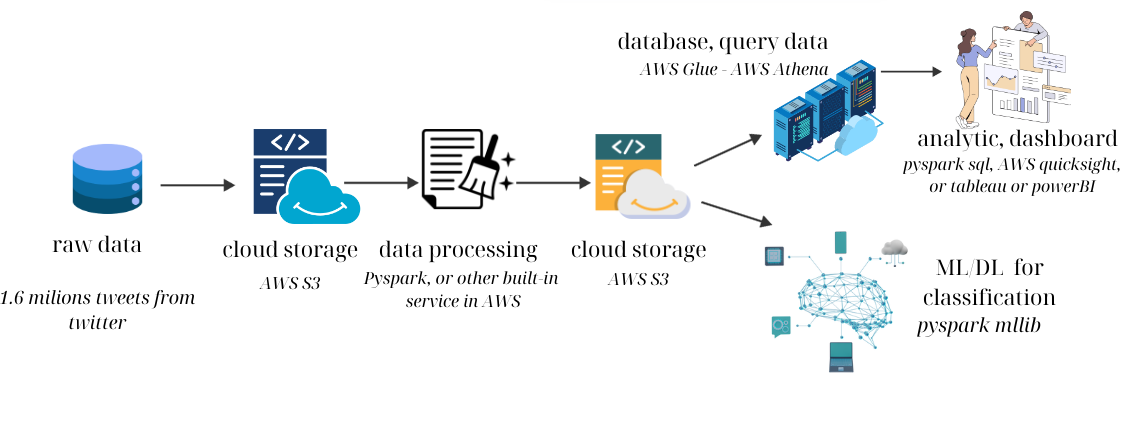 raw data
1.6 milions tweets from
twitter
</>
cloud storage
AWS S3
data processing
Pyspark, or other built-in
service in AWS
</>
cloud storage
AWS S3
database, query data
AWS Glue - AWS Athena
analytic, dashboard
pyspark sql, AWS quicksight,
or tableau or powerBI
ML/DL for
classification
pyspark mllib